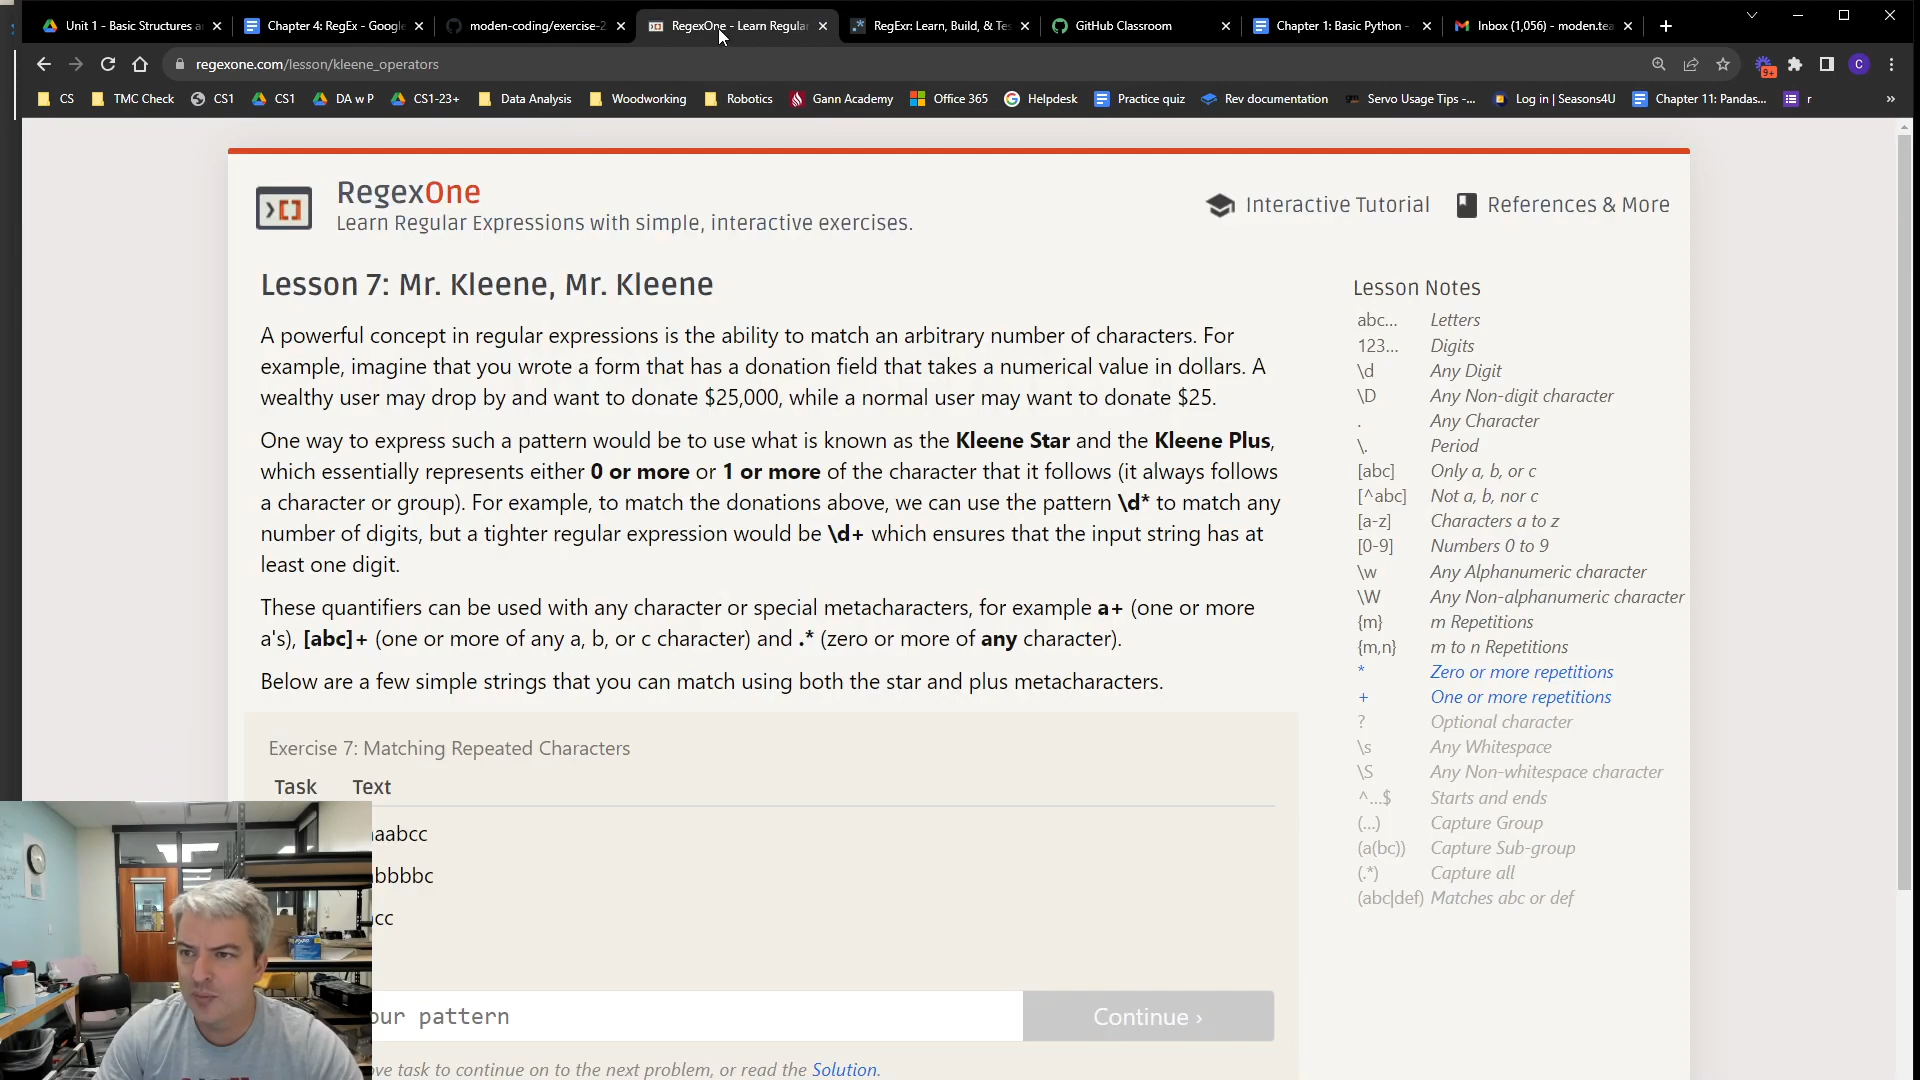 Unit 1 - Basic Structures a
Chapter 4: RegEx - Google
moden-coding/exercise-2
RegexOne - Learn Regular
RegExr: Learn, Build, & Tes
GitHub Classroom
Chapter 1: Basic Python -
Inbox (1,056) - moden.tea
regexone.com/lesson/kleene_operators
9+
C
CS
TMC Check
CS1
CS1
DA w P
CS1-23+
Data Analysis
Woodworking
Robotics
Gann Academy
Office 365
Helpdesk
Practice quiz
Rev documentation
Servo Usage Tips -...
Log in | Seasons4U
Chapter 11: Pandas...
r
»
RegexOne
Learn Regular Expressions with simple, interactive exercises.
Interactive Tutorial
References & More
Lesson 7: Mr. Kleene, Mr. Kleene
A powerful concept in regular expressions is the ability to match an arbitrary number of characters. For
example, imagine that you wrote a form that has a donation field that takes a numerical value in dollars. A
wealthy user may drop by and want to donate $25,000, while a normal user may want to donate $25.
One way to express such a pattern would be to use what is known as the Kleene Star and the Kleene Plus,
which essentially represents either 0 or more or 1 or more of the character that it follows (it always follows
a character or group). For example, to match the donations above, we can use the pattern \d* to match any
number of digits, but a tighter regular expression would be \d+ which ensures that the input string has at
least one digit.
These quantifiers can be used with any character or special metacharacters, for example a+ (one or more
a's), [abc]+ (one or more of any a, b, or c character) and .* (zero or more of any character).
Below are a few simple strings that you can match using both the star and plus metacharacters.
Exercise 7: Matching Repeated Characters
Task Text
aabcc
bbbbc
cc
our pattern
Continue ›
ve task to continue on to the next problem, or read the Solution.
Lesson Notes
abc... Letters
123... Digits
\d Any Digit
\D Any Non-digit character
. Any Character
\. Period
[abc] Only a, b, or c
[^abc] Not a, b, nor c
[a-z] Characters a to z
[0-9] Numbers 0 to 9
\w Any Alphanumeric character
\W Any Non-alphanumeric character
{m} m Repetitions
{m,n} m to n Repetitions
* Zero or more repetitions
+ One or more repetitions
? Optional character
\s Any Whitespace
\S Any Non-whitespace character
^...$ Starts and ends
(...) Capture Group
(a(bc)) Capture Sub-group
(.*) Capture all
(abc|def) Matches abc or def